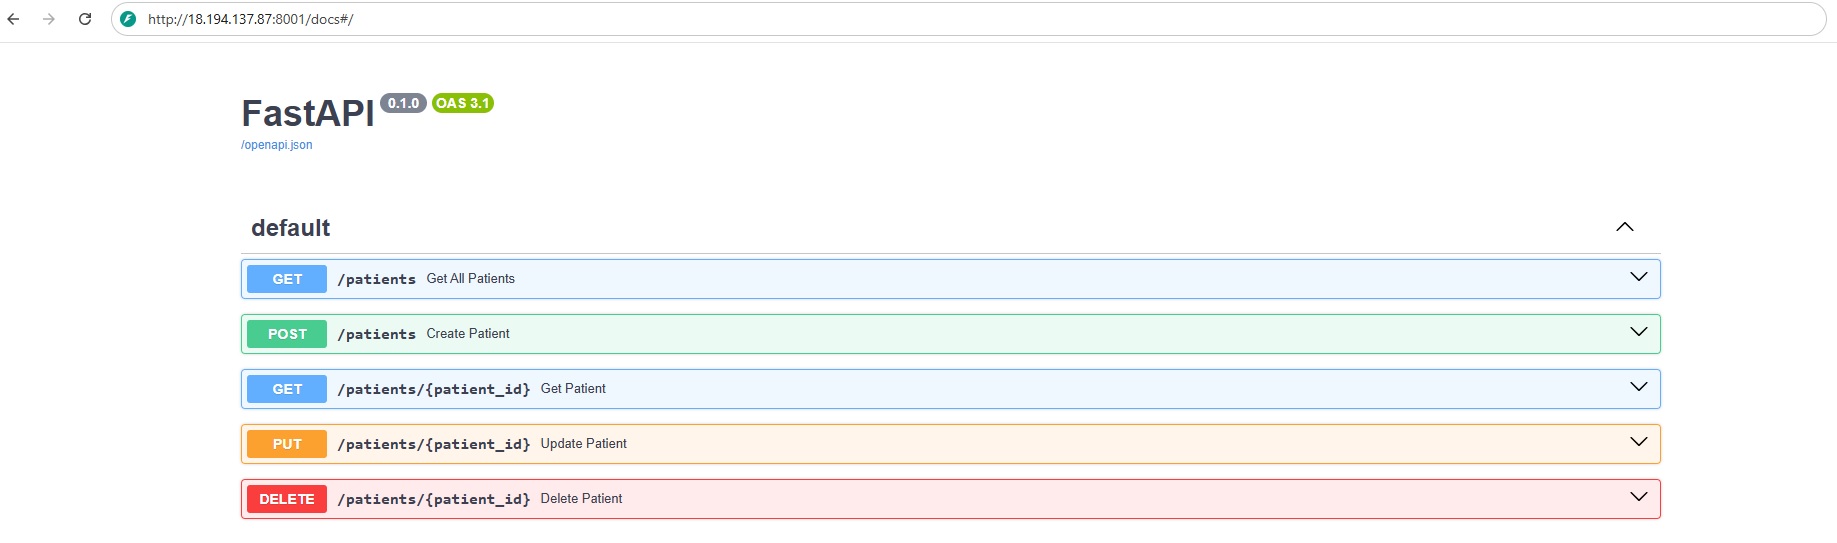 http://18.194.137.87:8001/docs#/
FastAPI 0.1.0 OAS 3.1
/openapi.json
default
GET /patients Get All Patients
POST /patients Create Patient
GET /patients/{patient_id} Get Patient
PUT /patients/{patient_id} Update Patient
DELETE /patients/{patient_id} Delete Patient